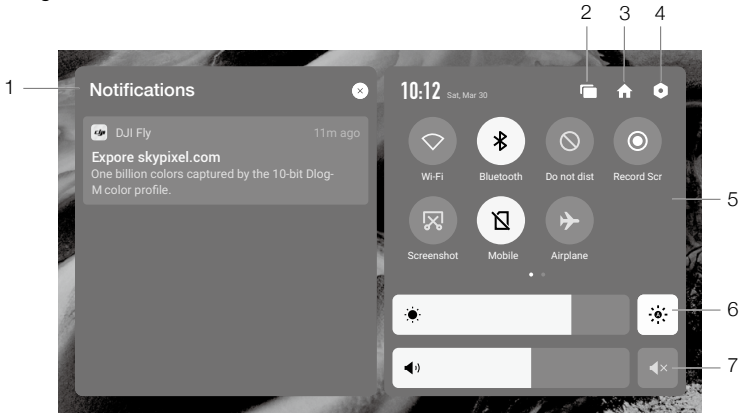 2 3 4
1
Notifications
10:12 Sat, Mar 30
DJI Fly 11m ago
Expore skypixel.com
One billion colors captured by the 10-bit Dlog-
M color profile.
Wi-Fi Bluetooth Do not dist Record Scr
5
Screenshot Mobile Airplane
6
7